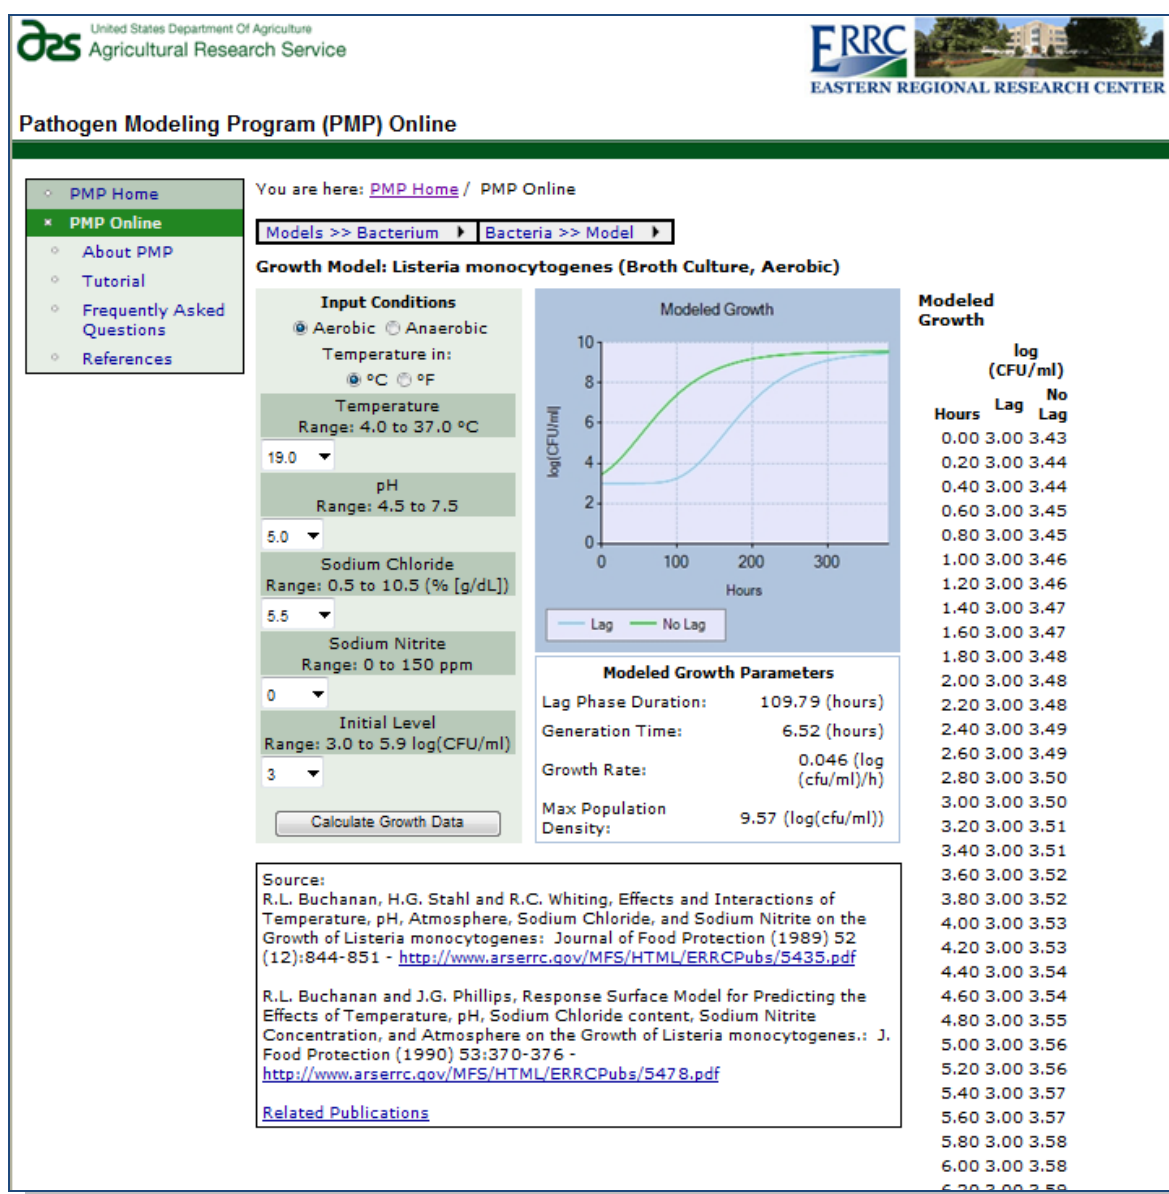 United States Department Of Agriculture
Agricultural Research Service
ERRC
EASTERN REGIONAL RESEARCH CENTER
Pathogen Modeling Program (PMP) Online
PMP Home
PMP Online
About PMP
Tutorial
Frequently Asked
Questions
References
You are here: PMP Home / PMP Online
Models >> Bacterium
Bacteria >> Model
Growth Model: Listeria monocytogenes (Broth Culture, Aerobic)
Input Conditions
Aerobic Anaerobic
Temperature in:
°C °F
Temperature
Range: 4.0 to 37.0 °C
19.0
pH
Range: 4.5 to 7.5
5.0
Sodium Chloride
Range: 0.5 to 10.5 (% [g/dL])
5.5
Sodium Nitrite
Range: 0 to 150 ppm
0
Initial Level
Range: 3.0 to 5.9 log(CFU/ml)
3
Calculate Growth Data
Modeled Growth
log[CFU/ml]
10
8
6
4
2
0
0 100 200 300
Hours
Lag No Lag
Modeled Growth Parameters
Lag Phase Duration: 109.79 (hours)
Generation Time: 6.52 (hours)
Growth Rate: 0.046 (log
(cfu/ml)/h)
Max Population
Density: 9.57 (log(cfu/ml))
Source:
R.L. Buchanan, H.G. Stahl and R.C. Whiting, Effects and Interactions of
Temperature, pH, Atmosphere, Sodium Chloride, and Sodium Nitrite on the
Growth of Listeria monocytogenes: Journal of Food Protection (1989) 52
(12):844-851 - http://www.arserrc.gov/MFS/HTML/ERRCPubs/5435.pdf
R.L. Buchanan and J.G. Phillips, Response Surface Model for Predicting the
Effects of Temperature, pH, Sodium Chloride content, Sodium Nitrite
Concentration, and Atmosphere on the Growth of Listeria monocytogenes.: J.
Food Protection (1990) 53:370-376 -
http://www.arserrc.gov/MFS/HTML/ERRCPubs/5478.pdf
Related Publications
Modeled
Growth
log
(CFU/ml)
Hours Lag No
Lag
0.00 3.00 3.43
0.20 3.00 3.44
0.40 3.00 3.44
0.60 3.00 3.45
0.80 3.00 3.45
1.00 3.00 3.46
1.20 3.00 3.46
1.40 3.00 3.47
1.60 3.00 3.47
1.80 3.00 3.48
2.00 3.00 3.48
2.20 3.00 3.48
2.40 3.00 3.49
2.60 3.00 3.49
2.80 3.00 3.50
3.00 3.00 3.50
3.20 3.00 3.51
3.40 3.00 3.51
3.60 3.00 3.52
3.80 3.00 3.52
4.00 3.00 3.53
4.20 3.00 3.53
4.40 3.00 3.54
4.60 3.00 3.54
4.80 3.00 3.55
5.00 3.00 3.56
5.20 3.00 3.56
5.40 3.00 3.57
5.60 3.00 3.57
5.80 3.00 3.58
6.00 3.00 3.58
6.20 3.00 3.59